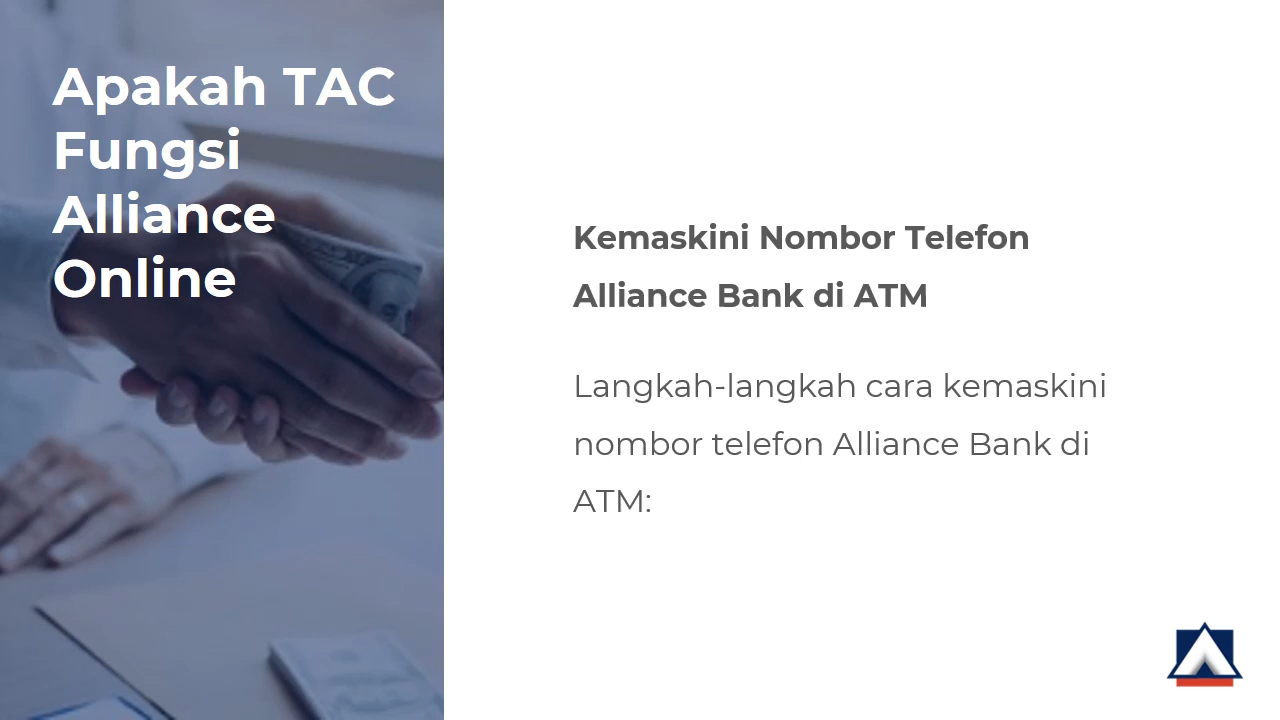 Apakah TAC
Fungsi
Alliance
Online
Kemaskini Nombor Telefon
Alliance Bank di ATM
Langkah-langkah cara kemaskini
nombor telefon Alliance Bank di
ATM: